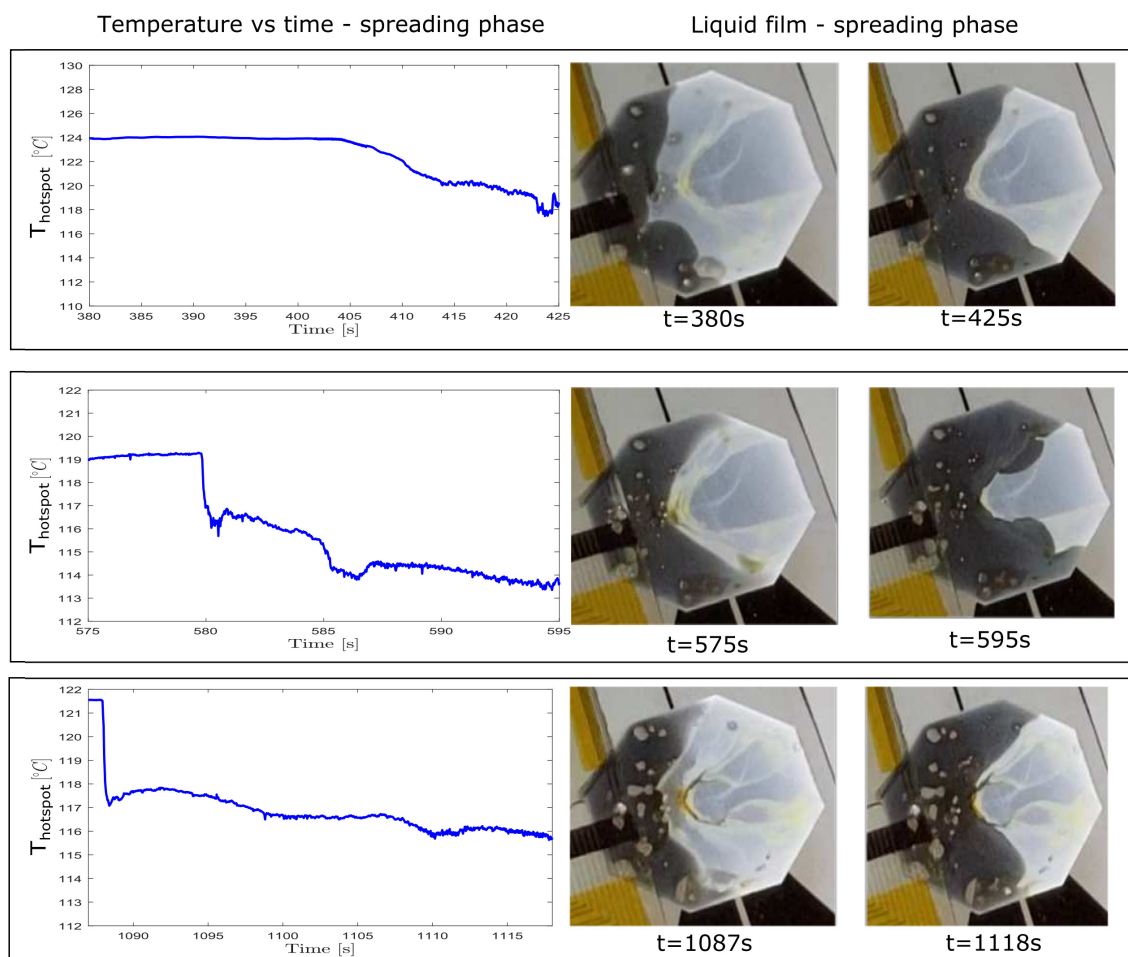 Temperature vs time - spreading phase
Liquid film - spreading phase
T hotspot [°C]
130
128
126
124
122
120
118
116
114
112
110
380 385 390 395 400 405 410 415 420 425
Time [s]
t=380s
t=425s
T hotspot [°C]
122
121
120
119
118
117
116
115
114
113
112
575 580 585 590 595
Time [s]
t=575s
t=595s
T hotspot [°C]
122
121
120
119
118
117
116
115
114
113
112
1090 1095 1100 1105 1110 1115
Time [s]
t=1087s
t=1118s